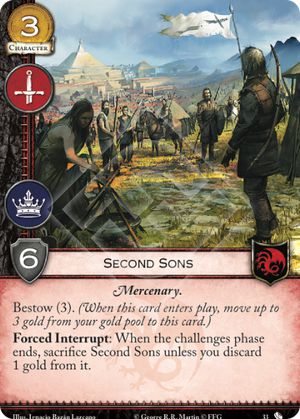 3
CHARACTER
6
SECOND SONS
Mercenary.
Bestow (3). (When this card enters play, move up to
3 gold from your gold pool to this card.)
Forced Interrupt: When the challenges phase
ends, sacrifice Second Sons unless you discard
1 gold from it.
Illus. Ignacio Bazán Lazcano © George R.R. Martin © FFG 13